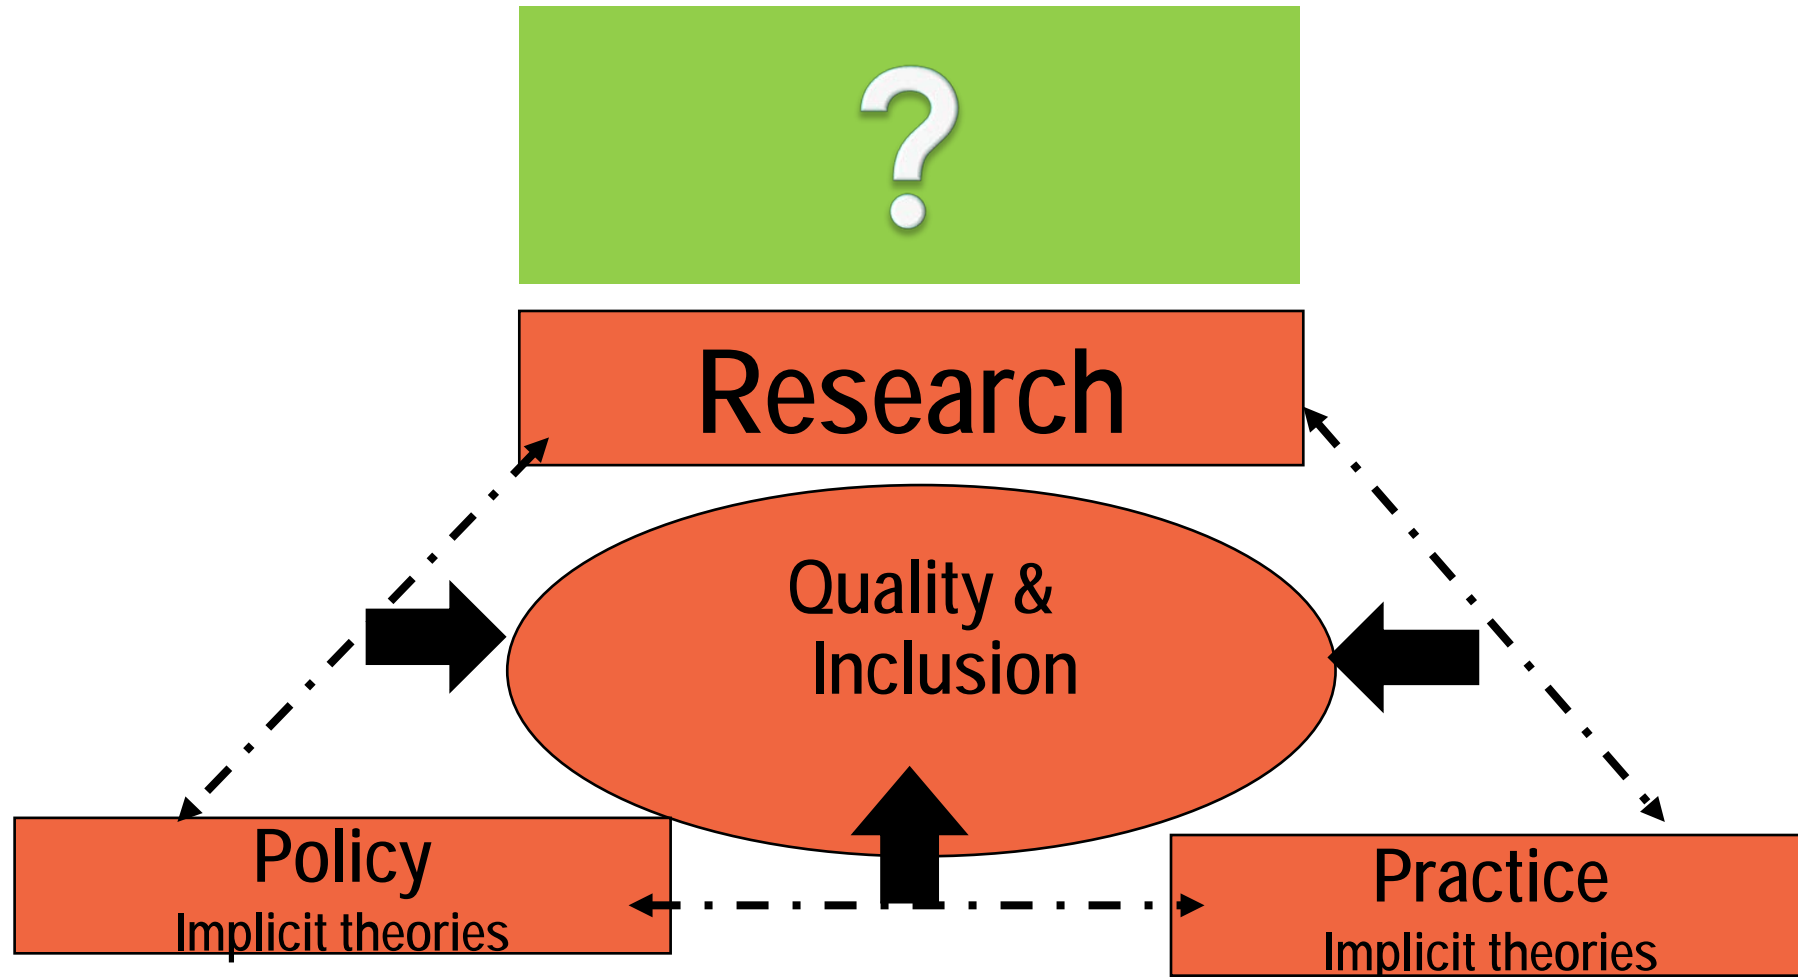 ?
Research
Quality &
Inclusion
Policy
Implicit theories
Practice
Implicit theories